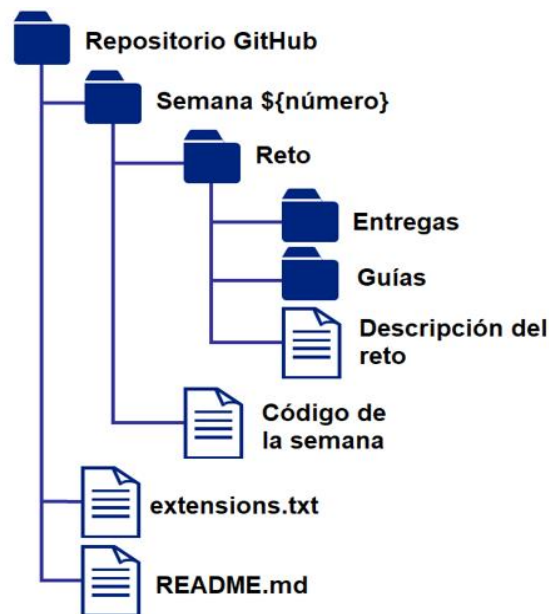 Repositorio GitHub
Semana ${número}
Reto
Entregas
Guías
Descripción del
reto
Código de
la semana
extensions.txt
README.md